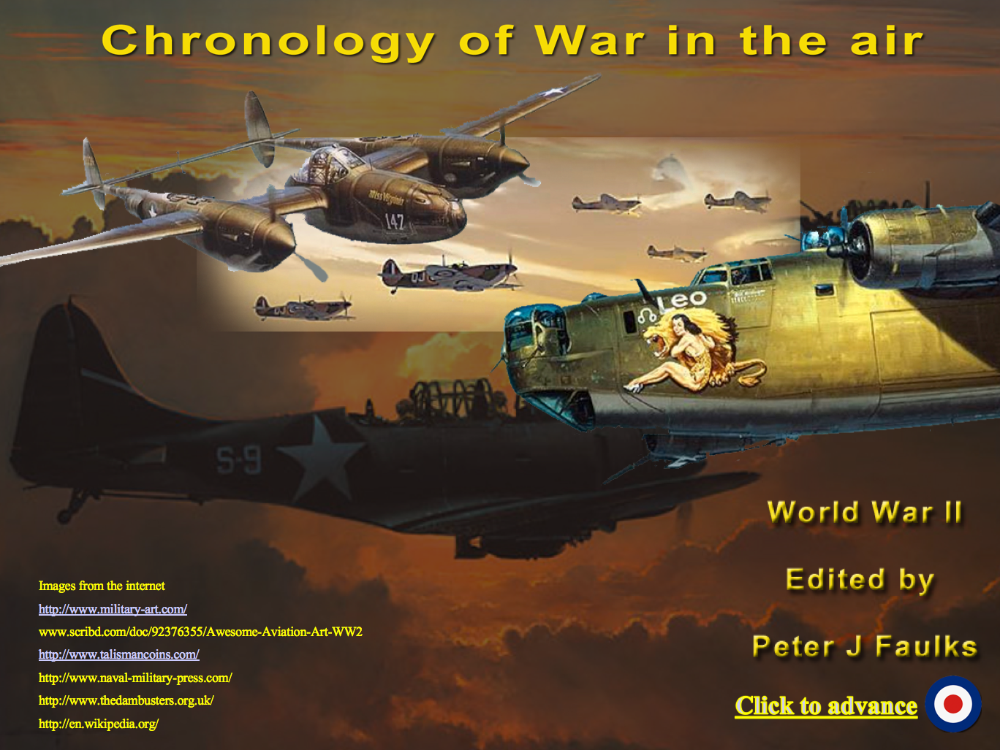 Chronology of War in the air
Miss Virginia
147
Leo
S-9
World War II
Edited by
Peter J Faulks
Images from the internet
http://www.military-art.com/
www.scribd.com/doc/92376355/Awesome-Aviation-Art-WW2
http://www.talismancoins.com/
http://www.naval-military-press.com/
http://www.thedambusters.org.uk/
http://en.wikipedia.org/
Click to advance